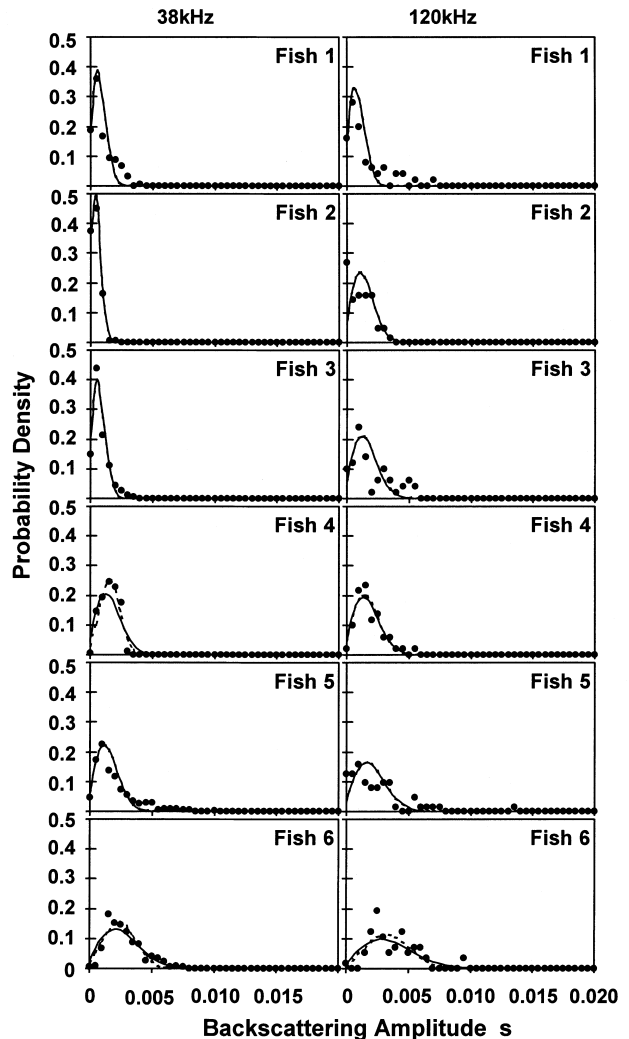 38kHz 120kHz
0.5 Fish 1 Fish 1
0.4
0.3
0.2
0.1
0.5 Fish 2 Fish 2
0.4
0.3
0.2
0.1
0.5 Fish 3 Fish 3
0.4
0.3
0.2
0.1
0.5 Fish 4 Fish 4
0.4
0.3
0.2
0.1
0.5 Fish 5 Fish 5
0.4
0.3
0.2
0.1
0.5 Fish 6 Fish 6
0.4
0.3
0.2
0.1
0
Probability Density
0 0.005 0.010 0.015 0 0.005 0.010 0.015 0.020
Backscattering Amplitude s